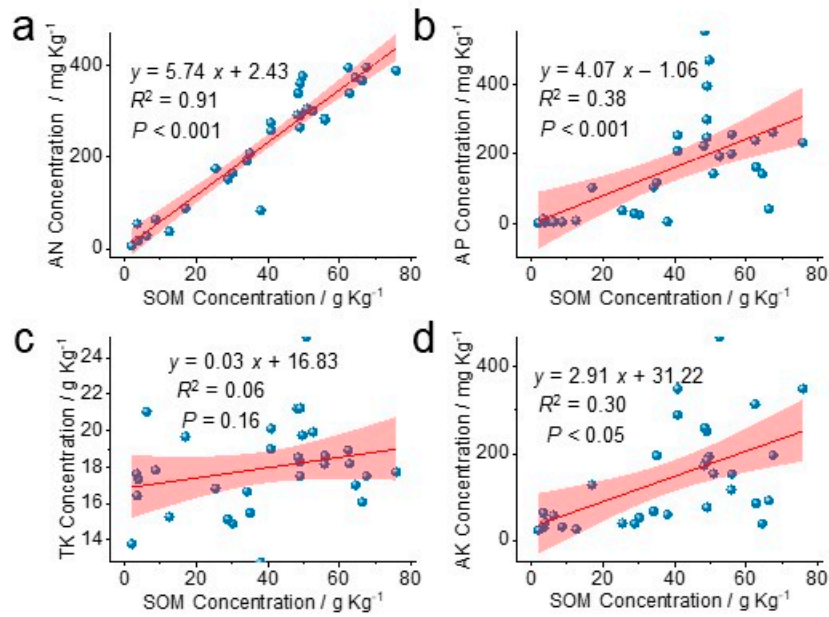 a
y = 5.74 x + 2.43
R² = 0.91
P < 0.001
400
200
0
AN Concentration / mg Kg⁻¹
0 20 40 60 80
SOM Concentration / g Kg⁻¹
b
y = 4.07 x – 1.06
R² = 0.38
P < 0.001
400
200
0
AP Concentration / mg Kg⁻¹
0 20 40 60 80
SOM Concentration / g Kg⁻¹
c
y = 0.03 x + 16.83
R² = 0.06
P = 0.16
24
22
20
18
16
14
TK Concentration / g Kg⁻¹
0 20 40 60 80
SOM Concentration / g Kg⁻¹
d
y = 2.91 x + 31.22
R² = 0.30
P < 0.05
400
200
0
AK Concentration / mg Kg⁻¹
0 20 40 60 80
SOM Concentration / g Kg⁻¹